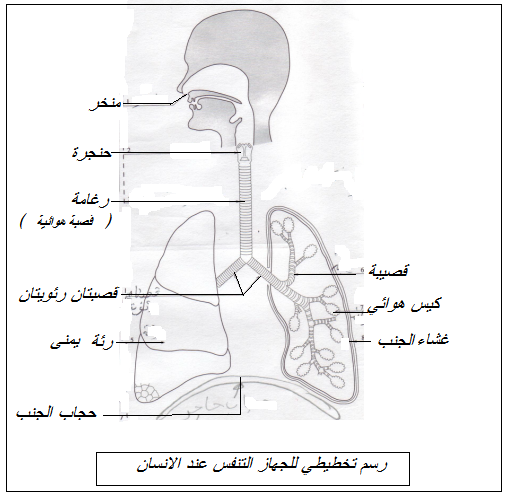 منخر
حنجرة
رغامة
( قصبة هوائية )
قصيبة
قصبتان رئويتان
كيس هوائي
رئة يمنى
غشاء الجنب
حجاب الجنب
رسم تخطيطي للجهاز التنفس عند الانسان